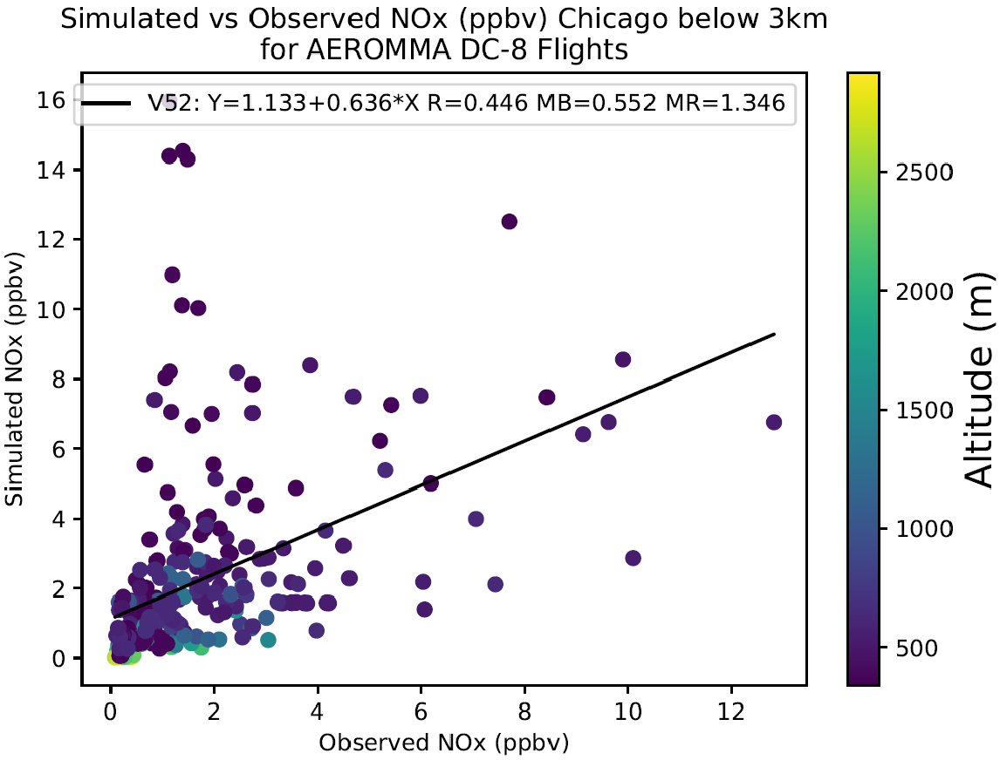 Simulated vs Observed NOx (ppbv) Chicago below 3km
for AEROMMA DC-8 Flights
V52: Y=1.133+0.636*X R=0.446 MB=0.552 MR=1.346
16
14
12
10
8
6
4
2
0
Simulated NOx (ppbv)
0 2 4 6 8 10 12
Observed NOx (ppbv)
2500
2000
1500
1000
500
Altitude (m)